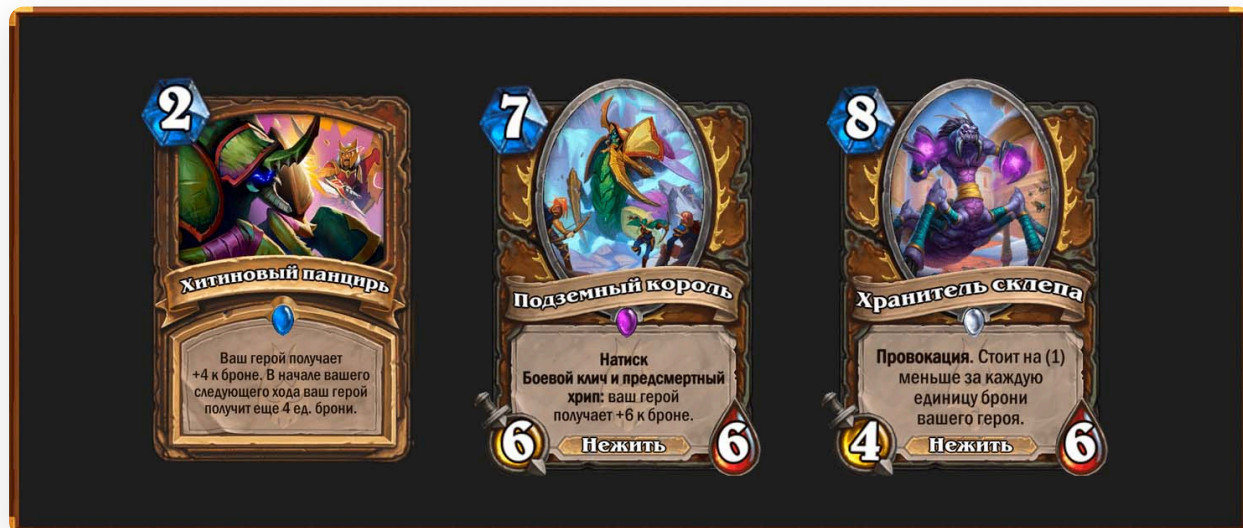 2
Хитиновый панцирь
Ваш герой получает
+4 к броне. В начале вашего
следующего хода ваш герой
получит еще 4 ед. брони.
7
Подземный король
Натиск
Боевой клич и предсмертный
хрип: ваш герой
получает +6 к броне.
6
Нежить
6
8
Хранитель склепа
Провокация. Стоит на (1)
меньше за каждую
единицу брони
вашего героя.
4
Нежить
6